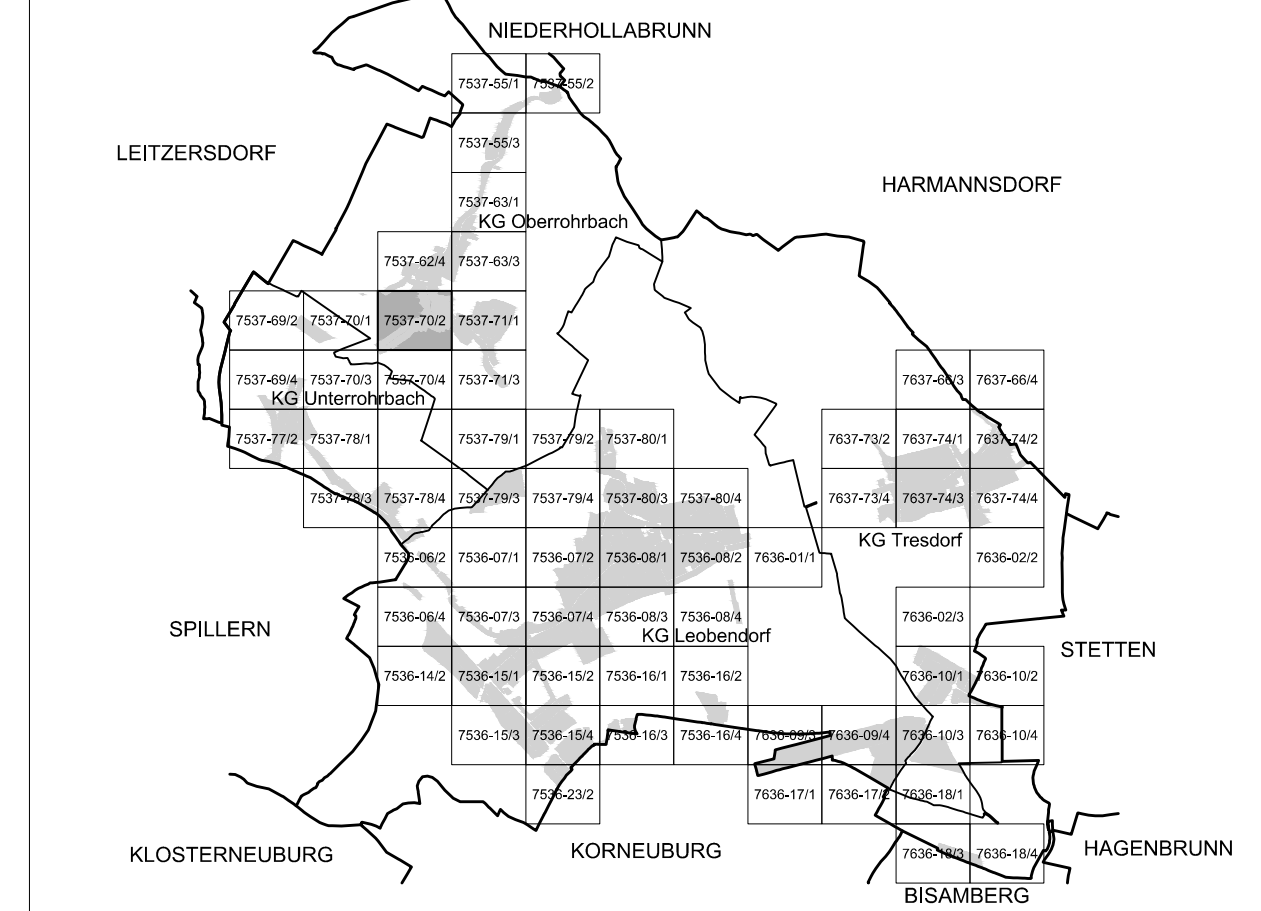 NIEDERHOLLABRUNN
7537-55/1 7537-55/2
7537-55/3
LEITZERSDORF
HARMANNSDORF
7537-63/1
KG Oberrohrbach
7537-62/4 7537-63/3
7537-69/2 7537-70/1 7537-70/2 7537-71/1
7537-69/4 7537-70/3 7537-70/4 7537-71/3 7637-66/3 7637-66/4
KG Unterrohrbach
7537-77/2 7537-78/1 7537-79/1 7537-79/2 7537-80/1 7637-73/2 7637-74/1 7637-74/2
7537-78/3 7537-78/4 7537-79/3 7537-79/4 7537-80/3 7537-80/4 7637-73/4 7637-74/3 7637-74/4
KG Tresdorf
7536-06/2 7536-07/1 7536-07/2 7536-08/1 7536-08/2 7636-01/1 7636-02/2
7536-06/4 7536-07/3 7536-07/4 7536-08/3 7536-08/4 7636-02/3
SPILLERN
KG Leobendorf
STETTEN
7536-14/2 7536-15/1 7536-15/2 7536-16/1 7536-16/2 7636-10/1 7636-10/2
7536-15/3 7536-15/4 7536-16/3 7536-16/4 7636-09/3 7636-09/4 7636-10/3 7636-10/4
7536-23/2 7636-17/1 7636-17/2 7636-18/1
KLOSTERNEUBURG
KORNEUBURG
7636-18/3 7636-18/4
HAGENBRUNN
BISAMBERG